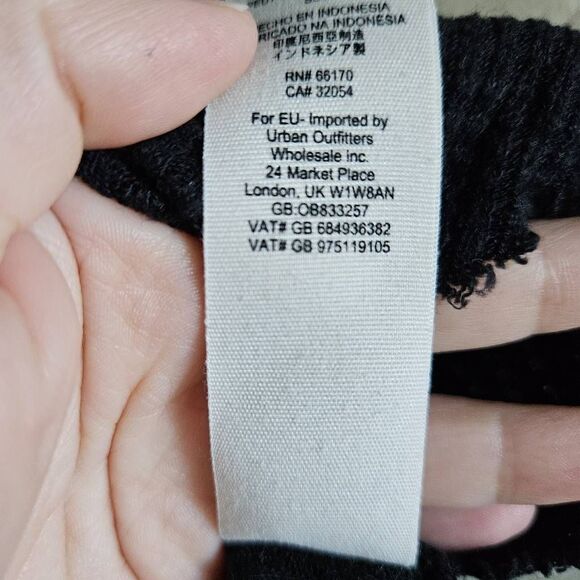 HECHO EN INDONESIA
FABRICADO NA INDONÉSIA
印度尼西亞制造
インドネシア製
RN# 66170
CA# 32054
For EU- Imported by
Urban Outfitters
Wholesale inc.
24 Market Place
London, UK W1W8AN
GB:OB833257
VAT# GB 684936382
VAT# GB 975119105